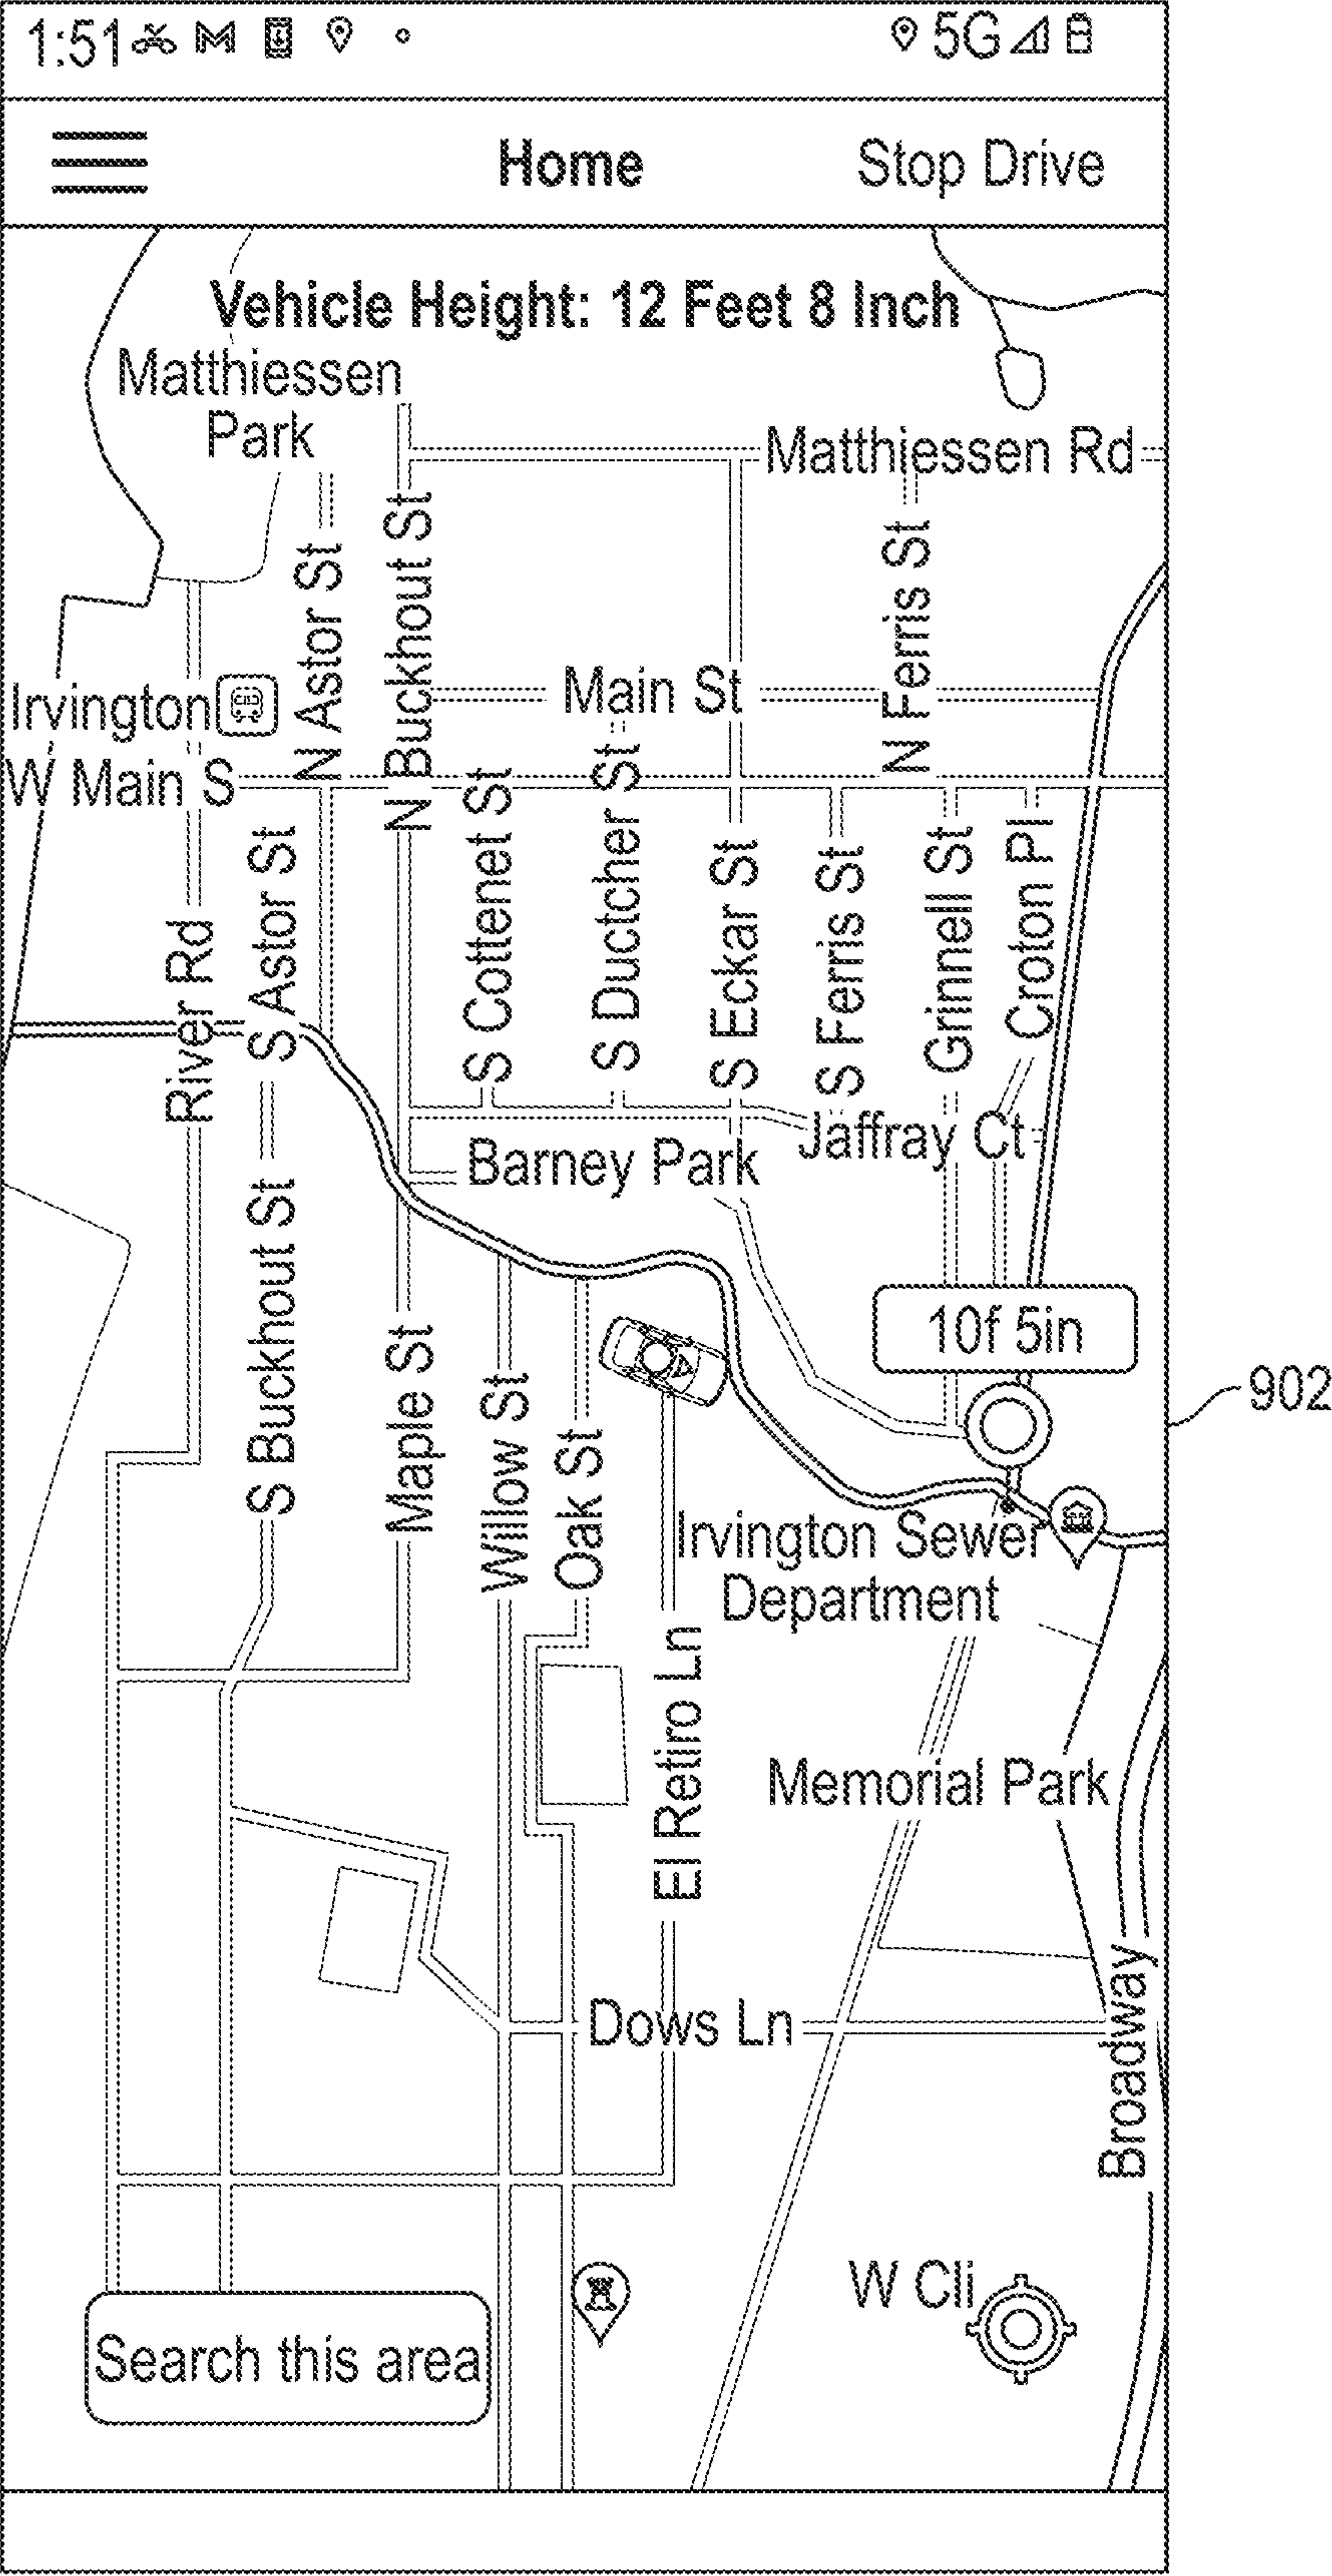 1:51
5G
Home
Stop Drive
Vehicle Height: 12 Feet 8 Inch
Matthiessen
Park
Matthiessen Rd
N Astor St
N Buckhout St
N Ferris St
Irvington
Main St
W Main S
River Rd
S Astor St
S Cottenet St
S Ductcher St
S Eckar St
S Ferris St
Grinnell St
Croton Pl
Jaffray Ct
Barney Park
S Buckhout St
Maple St
Willow St
Oak St
10f 5in
902
Irvington Sewer
Department
El Retiro Ln
Memorial Park
Dows Ln
Broadway
W Cli
Search this area